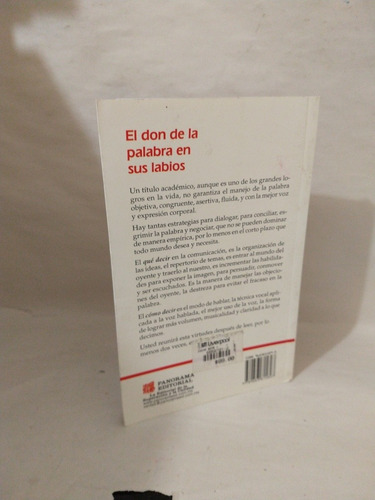 El don de la
palabra en
sus labios
Un título académico, aunque es uno de los grandes lo-
gros en la vida, no garantiza el manejo de la palabra
objetiva, congruente, asertiva, fluida, y con la mejor voz
y expresión corporal.
Hay tantas estrategias para dialogar, para conciliar, es-
grimir la palabra y negociar, que no se pueden dominar
de manera empírica, por lo menos en el corto plazo que
todo mundo desea y necesita.
El qué decir en la comunicación, es la organización de
las ideas, el repertorio de temas, es entrar al mundo del
oyente y traerlo al nuestro, es incrementar las habilida-
des para exponer la imagen, para persuadir, conmover
y ser escuchados. Es la manera de manejar las objecio-
nes del oyente, la destreza para evitar el fracaso en la
palabra.
El cómo decir es el modo de hablar, la técnica vocal apli-
cada a la voz hablada, el mejor uso de la voz, la forma
de lograr más volumen, musicalidad y claridad a lo que
decimos.
Usted reunirá esta virtudes después de leer por lo
menos dos veces,
PANORAMA
EDITORIAL